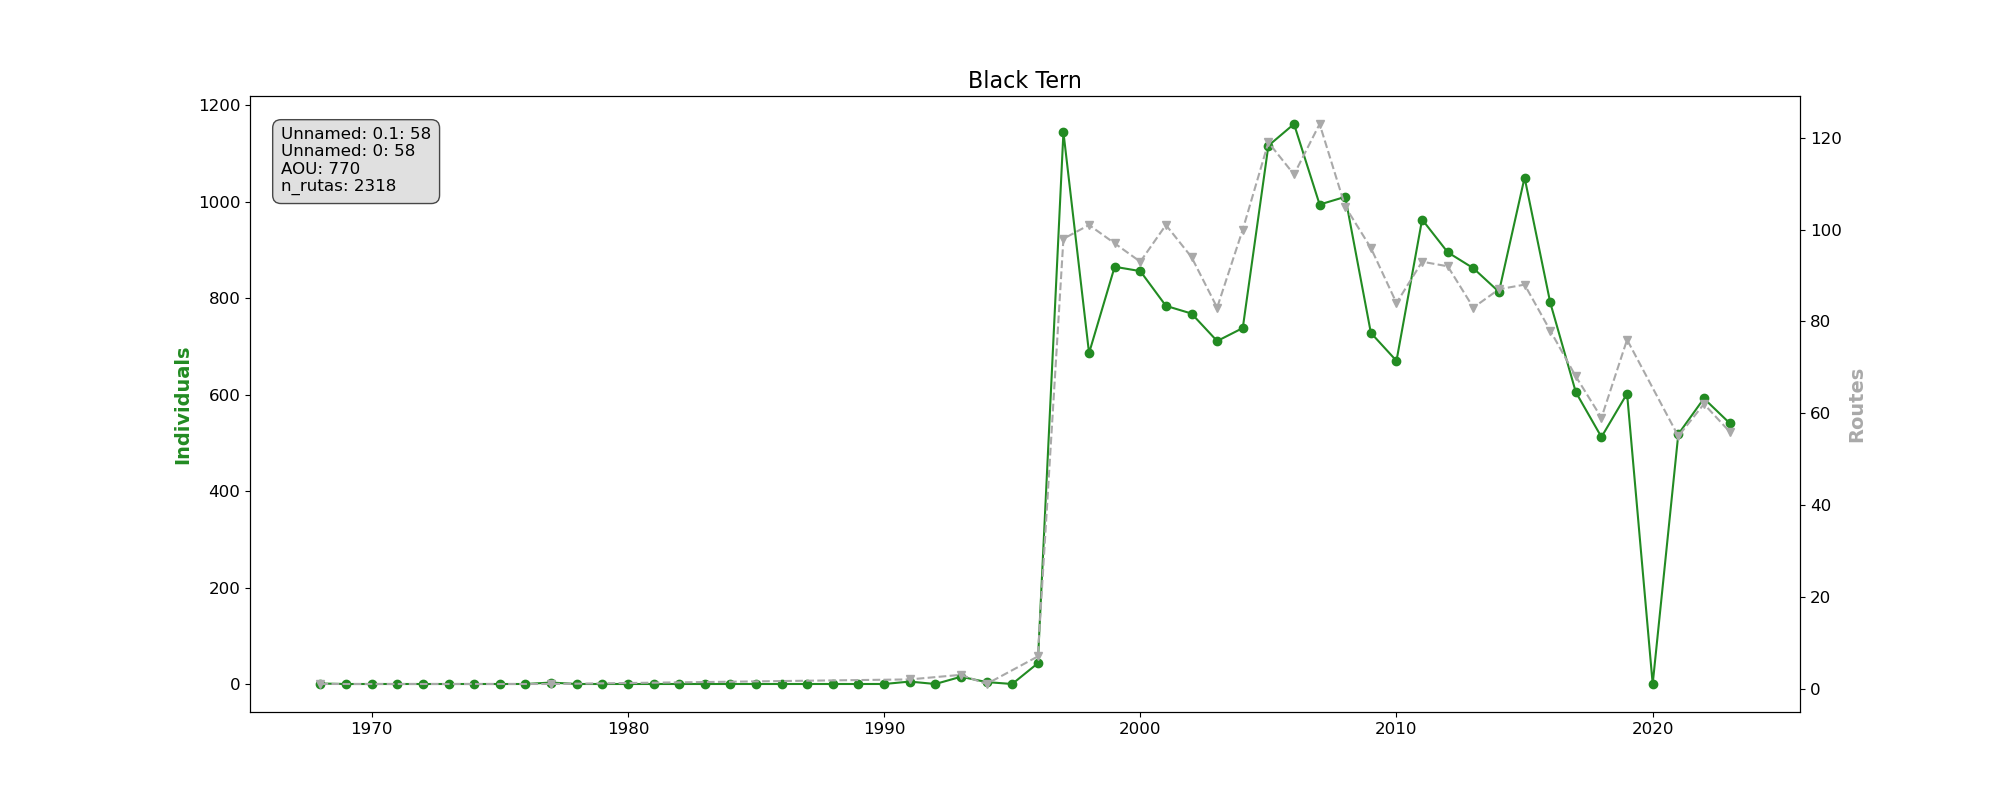 Black Tern
Unnamed: 0.1: 58
Unnamed: 0: 58
AOU: 770
n_rutas: 2318
Individuals
1200
1000
800
600
400
200
0
Routes
120
100
80
60
40
20
0
1970 1980 1990 2000 2010 2020